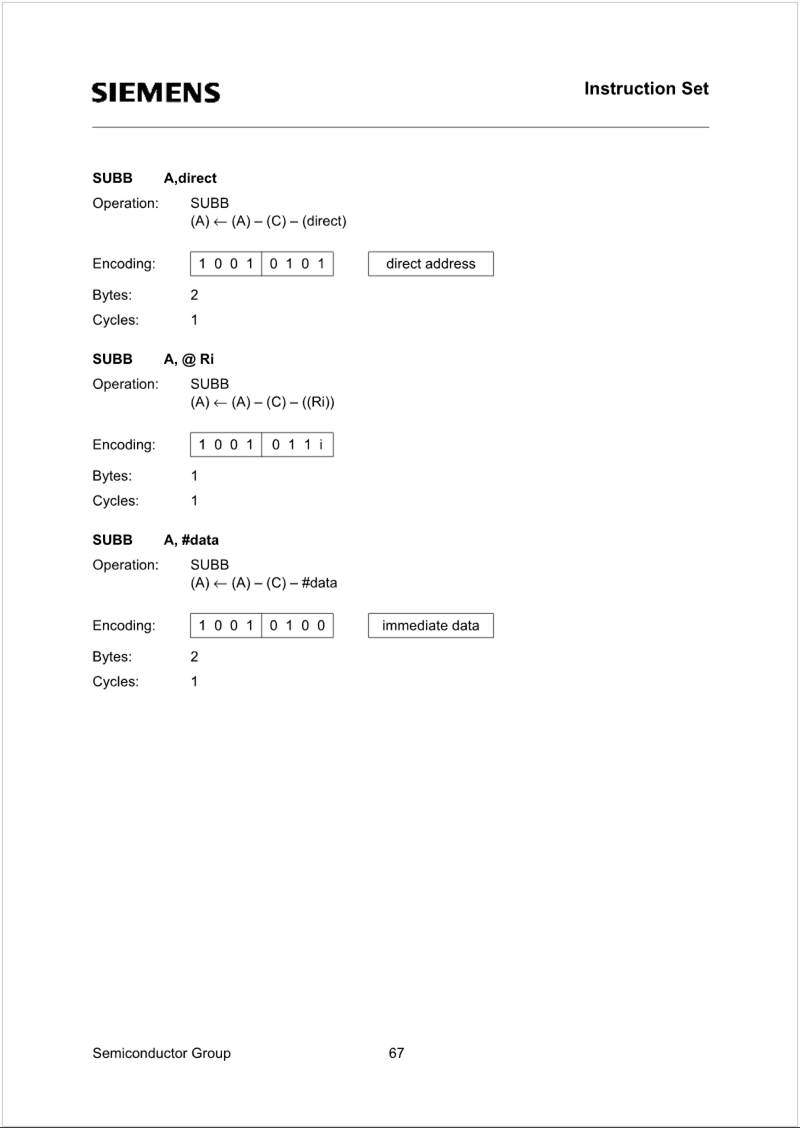 SIEMENS
Instruction Set
SUBB A,direct
Operation: SUBB
(A) ← (A) – (C) – (direct)
Encoding: 1 0 0 1 0 1 0 1 direct address
Bytes: 2
Cycles: 1
SUBB A, @ Ri
Operation: SUBB
(A) ← (A) – (C) – ((Ri))
Encoding: 1 0 0 1 0 1 1 i
Bytes: 1
Cycles: 1
SUBB A, #data
Operation: SUBB
(A) ← (A) – (C) – #data
Encoding: 1 0 0 1 0 1 0 0 immediate data
Bytes: 2
Cycles: 1
Semiconductor Group 67